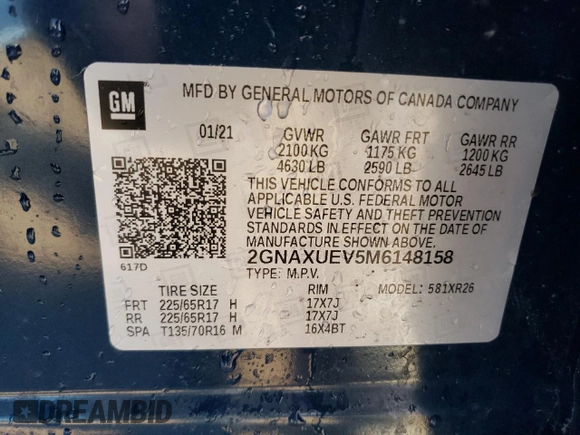 GM
MFD BY GENERAL MOTORS OF CANADA COMPANY
01/21 GVWR GAWR FRT GAWR RR
2100 KG 1175 KG 1200 KG
4630 LB 2590 LB 2645 LB
THIS VEHICLE CONFORMS TO ALL
APPLICABLE U.S. FEDERAL MOTOR
VEHICLE SAFETY AND THEFT PREVENTION
STANDARDS IN EFFECT ON THE DATE OF
MANUFACTURE SHOWN ABOVE.
617D
2GNAXUEV5M6148158
TYPE: M.P.V. MODEL: 581XR26
TIRE SIZE RIM
FRT 225/65R17 H 17X7J
RR 225/65R17 H 17X7J
SPA T135/70R16 M 16X4BT
DREAMBID